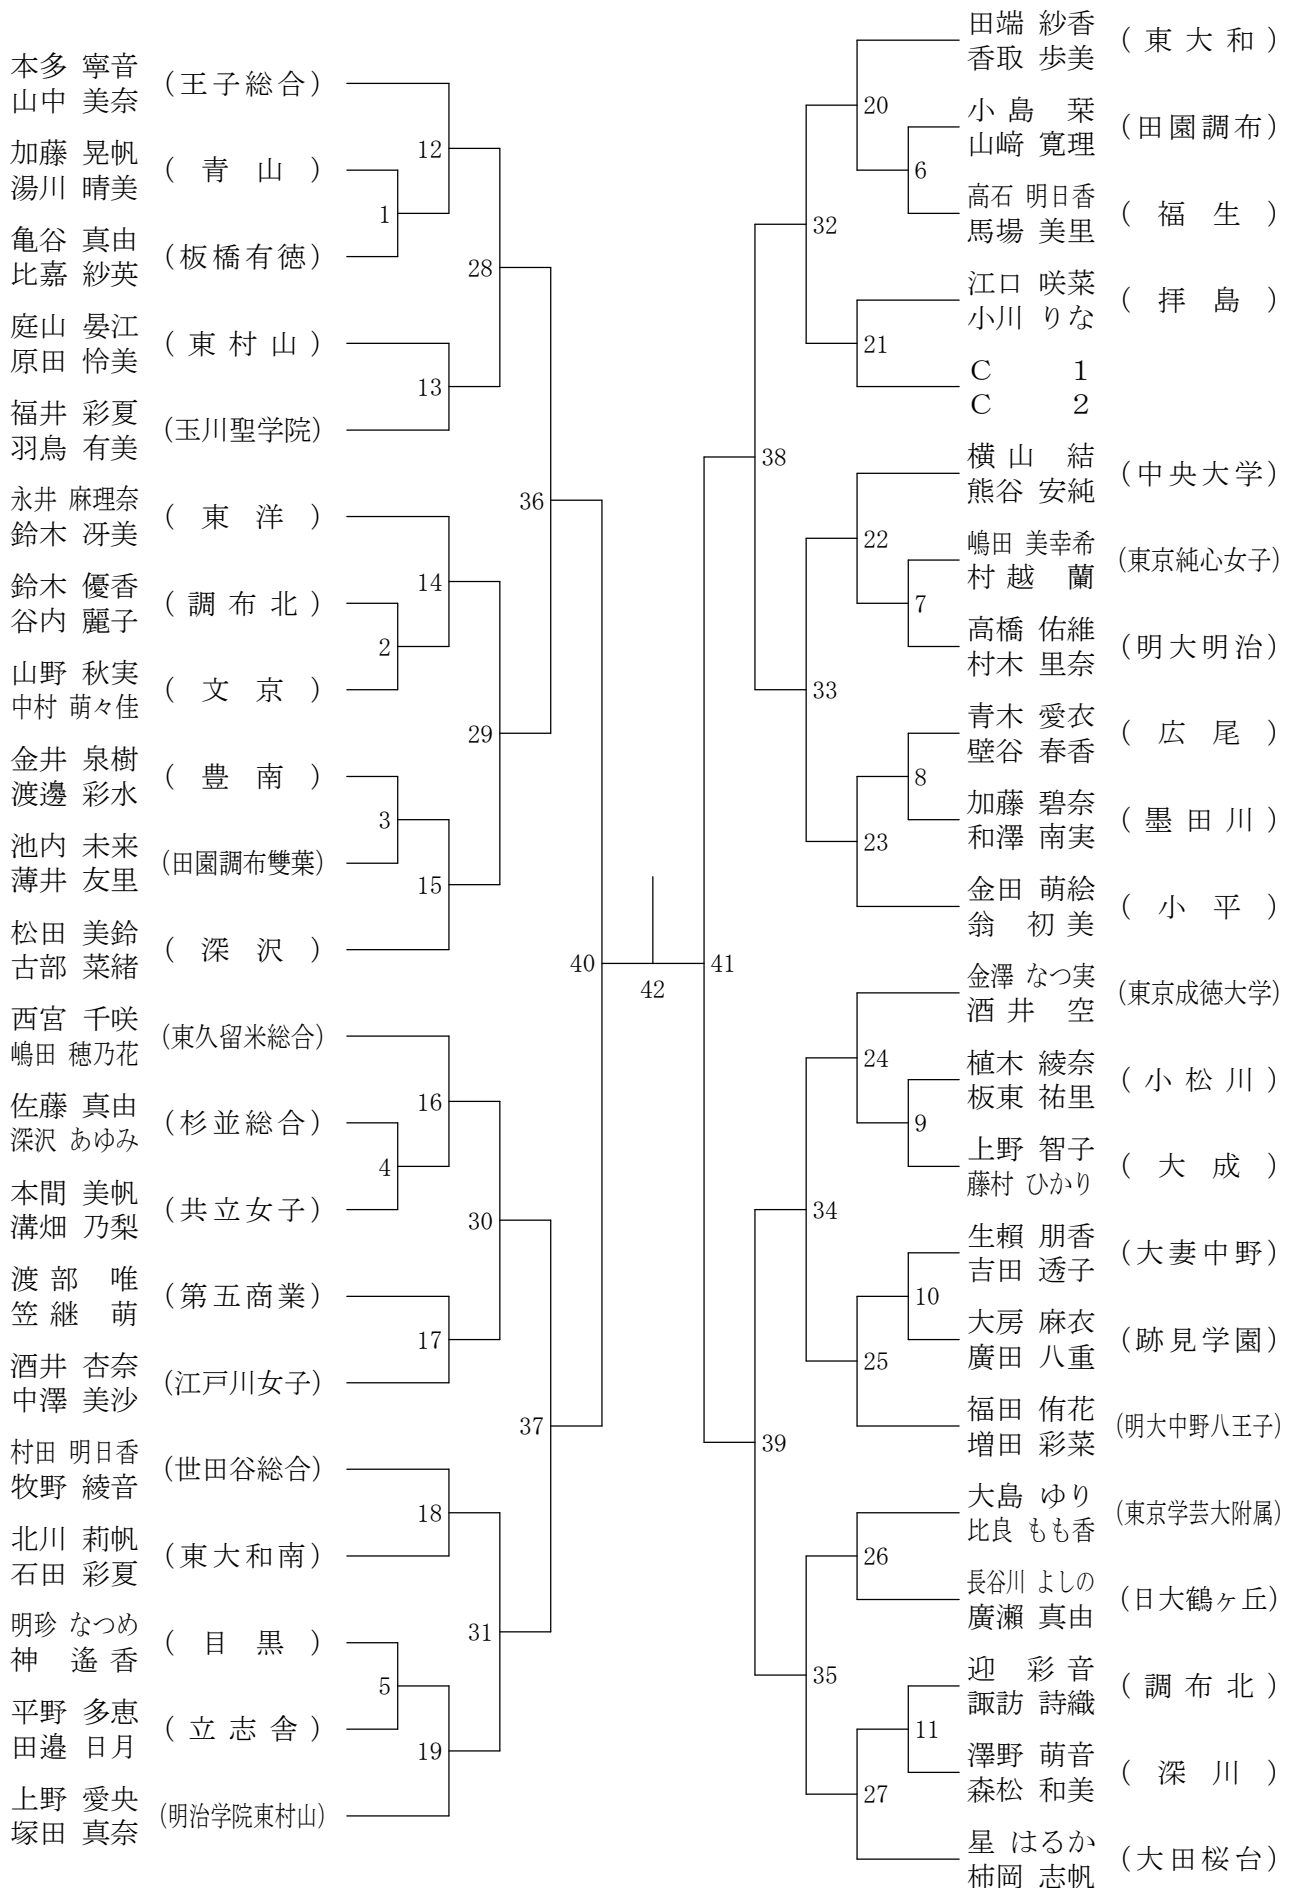 本多 寧音
山中 美奈
(王子総合)
加藤 晃帆
湯川 晴美
(青山)
亀谷 真由
比嘉 紗英
(板橋有徳)
庭山 晏江
原田 怜美
(東村山)
福井 彩夏
羽鳥 有美
(玉川聖学院)
永井 麻理奈
鈴木 冴美
(東洋)
鈴木 優香
谷内 麗子
(調布北)
山野 秋実
中村 萌々佳
(文京)
金井 泉樹
渡邊 彩水
(豊南)
池内 未来
薄井 友里
(田園調布雙葉)
松田 美鈴
古部 菜緒
(深沢)
西宮 千咲
嶋田 穂乃花
(東久留米総合)
佐藤 真由
深沢 あゆみ
(杉並総合)
本間 美帆
溝畑 乃梨
(共立女子)
渡部 唯
笠継 萌
(第五商業)
酒井 杏奈
中澤 美沙
(江戸川女子)
村田 明日香
牧野 綾音
(世田谷総合)
北川 莉帆
石田 彩夏
(東大和南)
明珍 なつめ
神 遙香
(目黒)
平野 多恵
田邉 日月
(立志舎)
上野 愛央
塚田 真奈
(明治学院東村山)
1
2
3
4
5
12
13
14
15
16
17
18
19
28
29
30
31
36
37
40
42
41
38
39
32
33
34
35
20
21
22
23
24
25
26
27
6
7
8
9
10
11
田端 紗香
香取 歩美
(東大和)
小島 栞
山﨑 寛理
(田園調布)
高石 明日香
馬場 美里
(福生)
江口 咲菜
小川 りな
(拝島)
C 1
C 2
横山 結
熊谷 安純
(中央大学)
嶋田 美幸希
村越 蘭
(東京純心女子)
高橋 佑維
村木 里奈
(明大明治)
青木 愛衣
壁谷 春香
(広尾)
加藤 碧奈
和澤 南実
(墨田川)
金田 萌絵
翁 初美
(小平)
金澤 なつ実
酒井 空
(東京成徳大学)
植木 綾奈
板東 祐里
(小松川)
上野 智子
藤村 ひかり
(大成)
生頼 朋香
吉田 透子
(大妻中野)
大房 麻衣
廣田 八重
(跡見学園)
福田 侑花
増田 彩菜
(明大中野八王子)
大島 ゆり
比良 もも香
(東京学芸大附属)
長谷川 よしの
廣瀬 真由
(日大鶴ヶ丘)
迎 彩音
諏訪 詩織
(調布北)
澤野 萌音
森松 和美
(深川)
星 はるか
柿岡 志帆
(大田桜台)